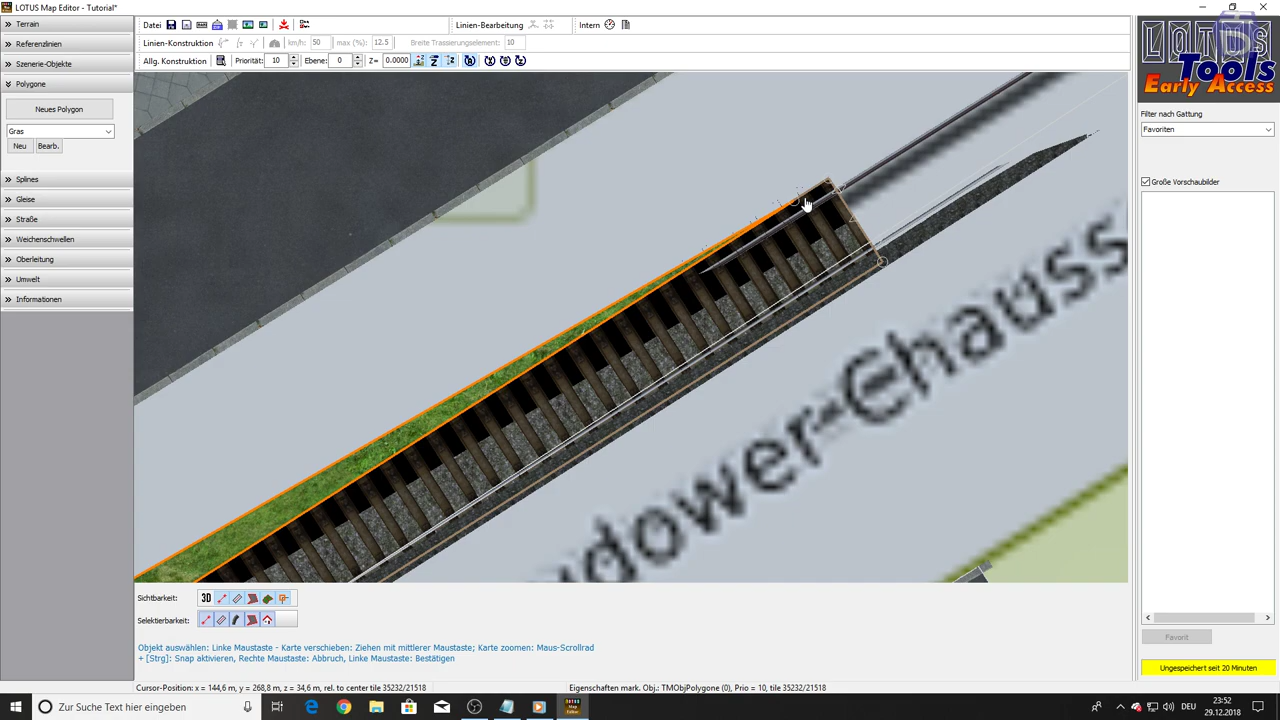 LOTUS Map Editor - Tutorial*
Terrain
Referenzlinien
Szenerie-Objekte
Polygone
Neues Polygon
Gras
Neu Bearb.
Splines
Gleise
Straße
Weichenschwellen
Oberleitung
Umwelt
Informationen
Datei
Linien-Bearbeitung
Intern
Linien-Konstruktion km/h: 50 max (%): 12.5 Breite Trassierungselement: 10
Allg. Konstruktion Priorität: 10 Ebene: 0 Z= 0.0000
dower-Chauss
LOTUS
Tools
Early Access
Filter nach Gattung
Favoriten
Große Vorschaubilder
Favorit
Ungespeichert seit 20 Minuten
Sichtbarkeit: 3D
Selektierbarkeit:
Objekt auswählen: Linke Maustaste - Karte verschieben: Ziehen mit mittlerer Maustaste; Karte zoomen: Maus-Scrollrad
+ [Strg]: Snap aktivieren, Rechte Maustaste: Abbruch, Linke Maustaste: Bestätigen
Cursor-Position: x = 144,6 m, y = 268,8 m, z = 34,6 m, rel. to center tile 35232/21518
Eigenschaften mark. Obj.: TMObjPolygone (0), Prio = 10, tile 35232/21518
Zur Suche Text hier eingeben
DEU
23:52
29.12.2018